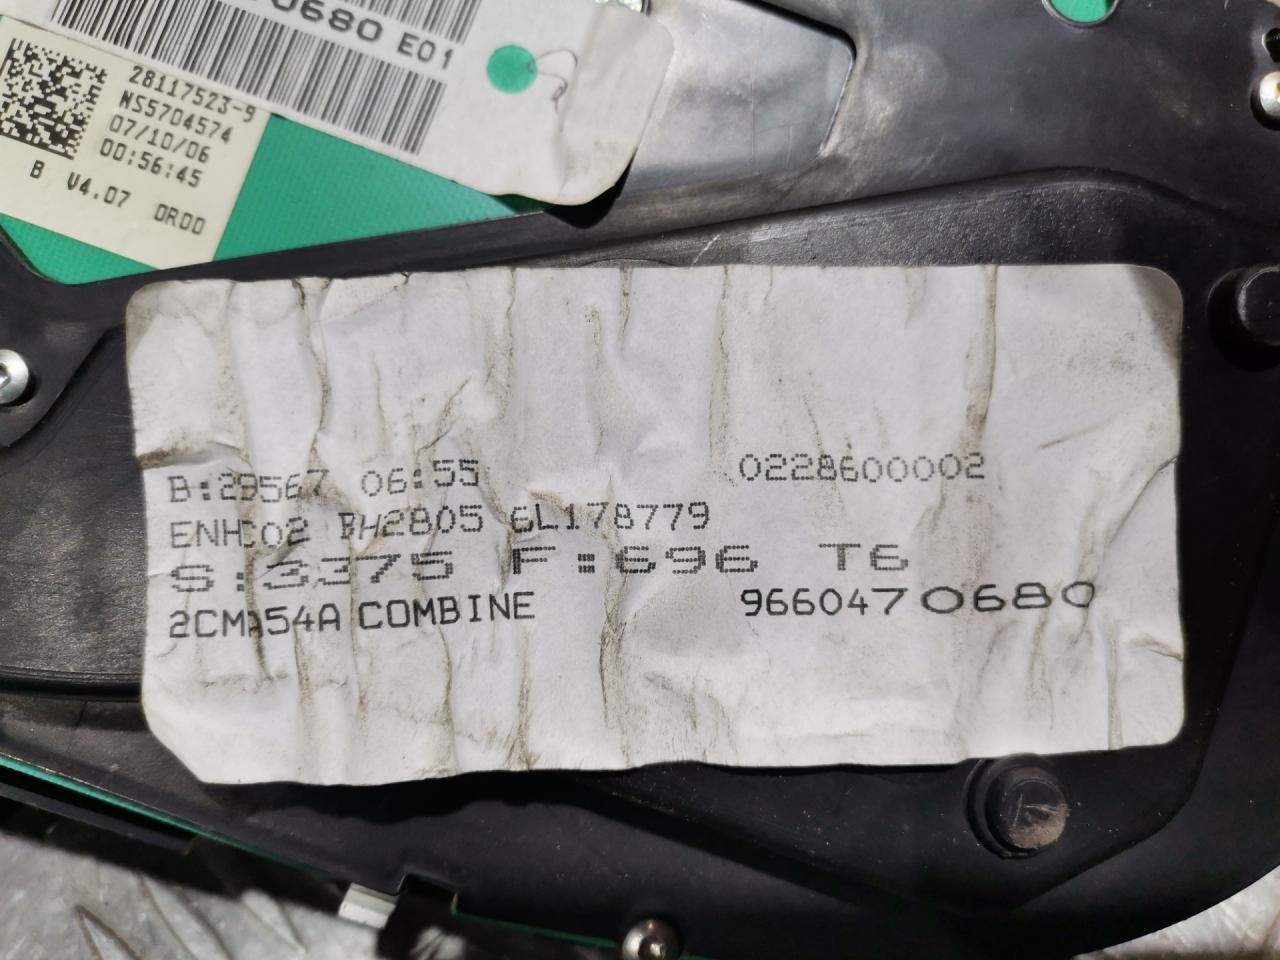 70680 E01
28117523-9
NS5704574
07/10/06
00:56:45
B V4.07 0R00
B:29567 06:55 0228600002
ENHC02 BH2805 6L178779
S:3375 F:696 T6
2CMA54A COMBINE 9660470680